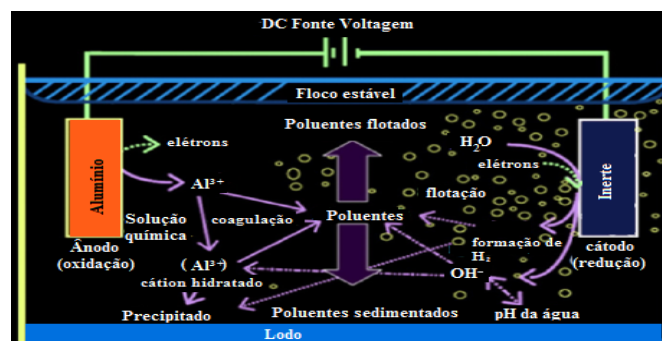 DC Fonte Voltagem
Floco estável
Alumínio
elétrons
Poluentes flotados
H₂O
elétrons
Inerte
Al³⁺
flotação
Solução
química
coagulação
Poluentes
Ânodo
(oxidação)
formação de
H₂
cátodo
(redução)
(Al³⁺)
cátion hidratado
OH⁻
Precipitado
Poluentes sedimentados
pH da água
Lodo